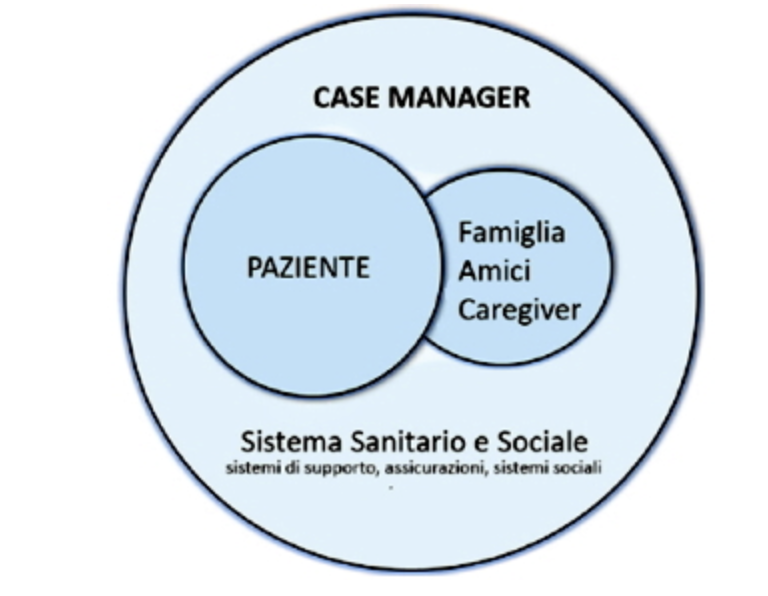 CASE MANAGER
PAZIENTE
Famiglia
Amici
Caregiver
Sistema Sanitario e Sociale
sistemi di supporto, assicurazioni, sistemi sociali